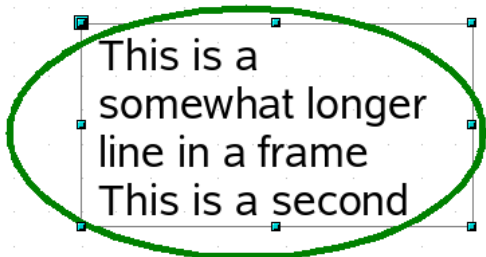 This is a
somewhat longer
line in a frame
This is a second